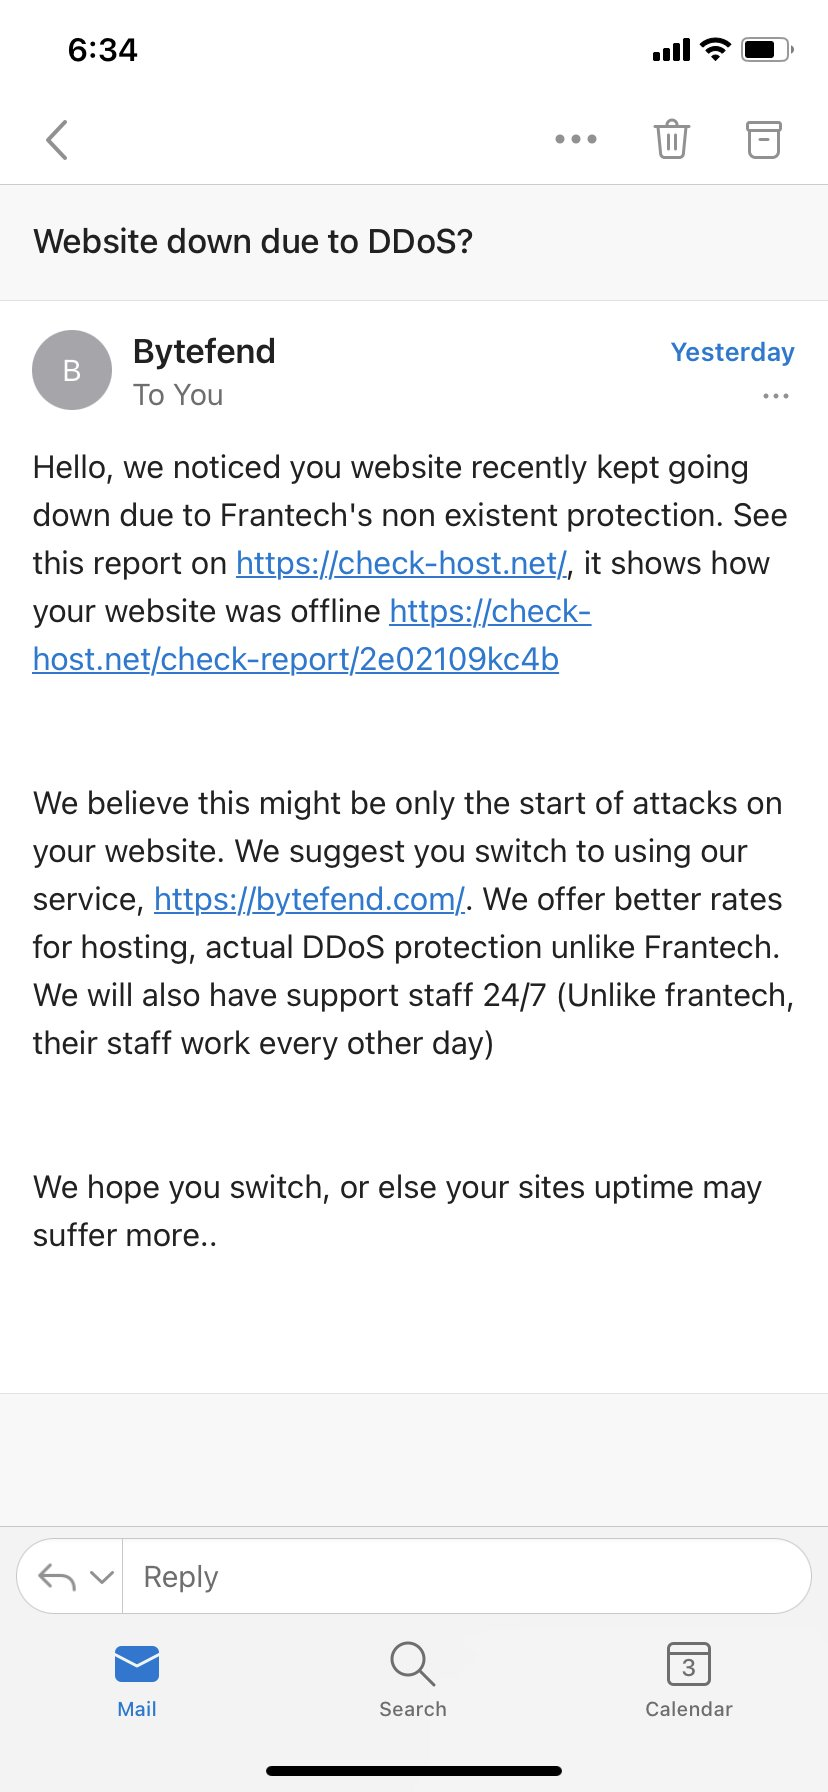 6:34
Website down due to DDoS?
B
Bytefend
Yesterday
To You
Hello, we noticed you website recently kept going
down due to Frantech's non existent protection. See
this report on https://check-host.net/, it shows how
your website was offline https://check-
host.net/check-report/2e02109kc4b
We believe this might be only the start of attacks on
your website. We suggest you switch to using our
service, https://bytefend.com/. We offer better rates
for hosting, actual DDoS protection unlike Frantech.
We will also have support staff 24/7 (Unlike frantech,
their staff work every other day)
We hope you switch, or else your sites uptime may
suffer more..
Reply
3
Mail
Search
Calendar